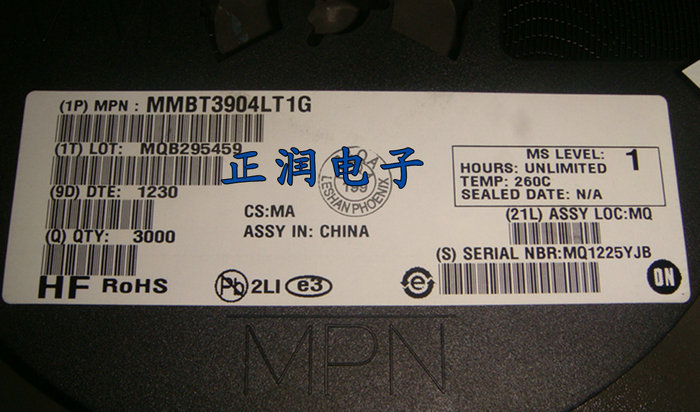 (1P) MPN : MMBT3904LT1G
(1T) LOT: MQB295459
正润电子
(9D) DTE: 1230
(Q) QTY: 3000
CS:MA
ASSY IN: CHINA
QA
199
LESHAN PHOENIX
MS LEVEL: 1
HOURS: UNLIMITED
TEMP: 260C
SEALED DATE: N/A
(21L) ASSY LOC:MQ
(S) SERIAL NBR:MQ1225YJB
HF RoHS
Pb 2LI e3
e
ON
MPN